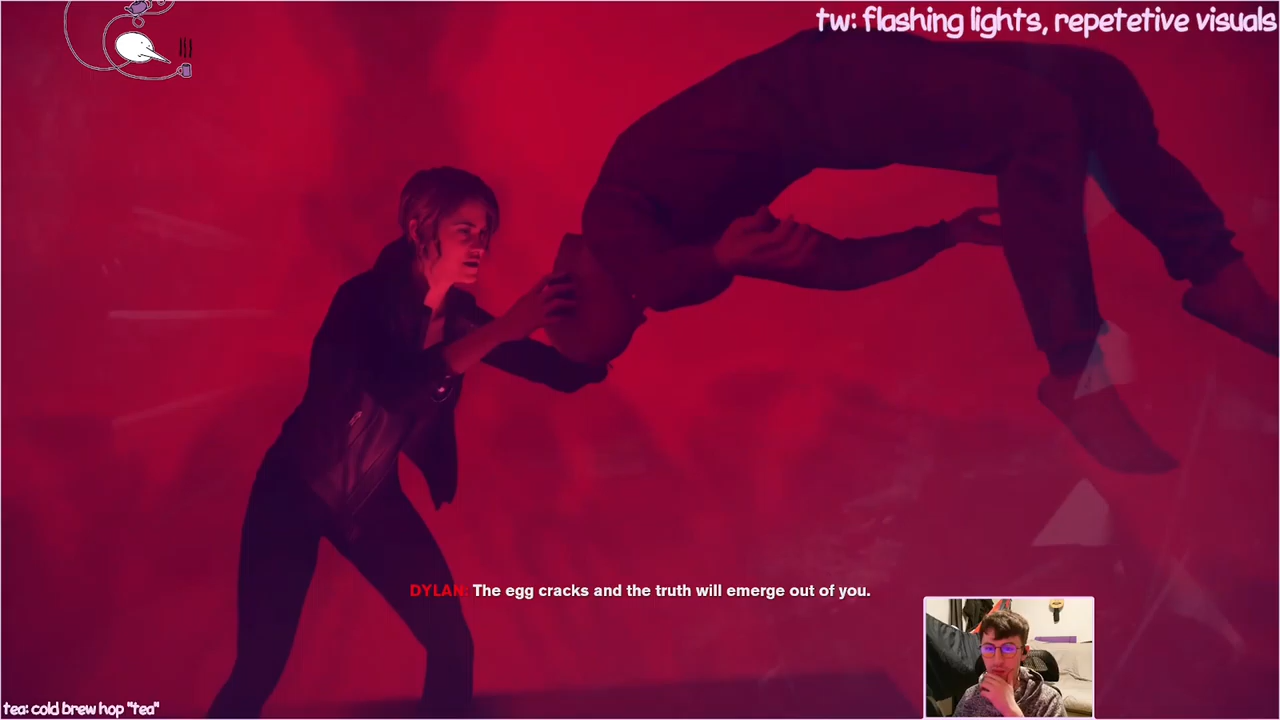 tw: flashing lights, repetetive visuals
DYLAN: The egg cracks and the truth will emerge out of you.
tea: cold brew hop "tea"